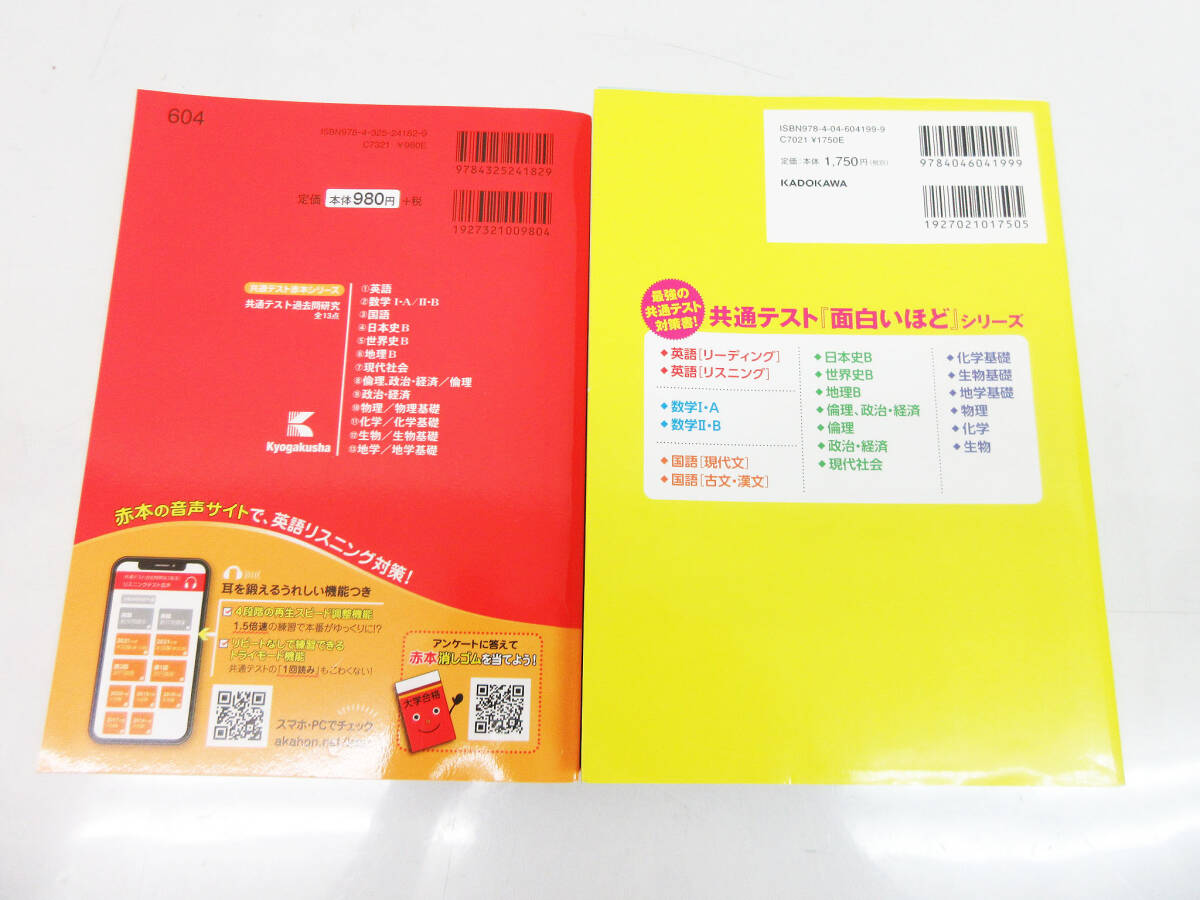 604
ISBN978-4-325-24182-9
C7321 ¥980E
9784325241829
定価 本体980円 +税
1927321009804
共通テスト赤本シリーズ
共通テスト過去問研究
全13点
①英語
②数学 I・A/II・B
③国語
④日本史B
⑤世界史B
⑥地理B
⑦現代社会
⑧倫理,政治・経済/倫理
⑨政治・経済
⑩物理/物理基礎
⑪化学/化学基礎
⑫生物/生物基礎
⑬地学/地学基礎
Kyogakusha
赤本の音声サイトで、英語リスニング対策!
耳を鍛えるうれしい機能つき
4段階の再生スピード調整機能
1.5倍速の練習で本番がゆっくりに!?
リピートなしで練習できる
ドライモード機能
共通テストの「1回読み」もこわくない!
スマホ・PCでチェック
アンケートに答えて
赤本消しゴムを当てよう!
大学合格
ISBN978-4-04-604199-9
C7021 ¥1750E
定価:本体 1,750円(税別)
KADOKAWA
9784046041999
1927021017505
最強の
共通テスト
対策書!
共通テスト『面白いほど』シリーズ
◆英語[リーディング]
◆英語[リスニング]
◆数学I・A
◆数学II・B
◆国語[現代文]
◆国語[古文・漢文]
◆日本史B
◆世界史B
◆地理B
◆倫理、政治・経済
◆倫理
◆政治・経済
◆現代社会
◆化学基礎
◆生物基礎
◆地学基礎
◆物理
◆化学
◆生物